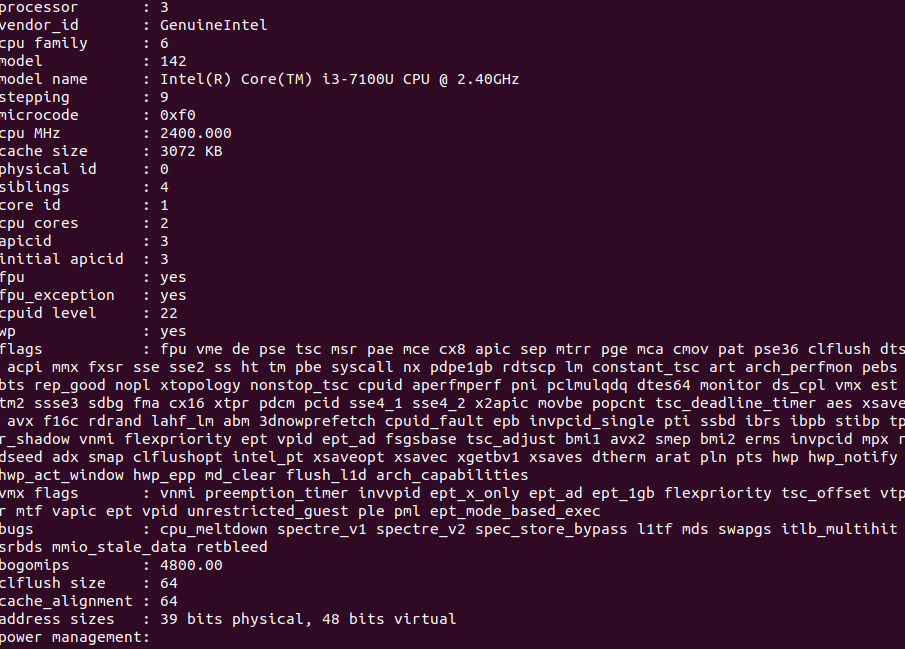 processor : 3
vendor_id : GenuineIntel
cpu family : 6
model : 142
model name : Intel(R) Core(TM) i3-7100U CPU @ 2.40GHz
stepping : 9
microcode : 0xf0
cpu MHz : 2400.000
cache size : 3072 KB
physical id : 0
siblings : 4
core id : 1
cpu cores : 2
apicid : 3
initial apicid : 3
fpu : yes
fpu_exception : yes
cpuid level : 22
wp : yes
flags : fpu vme de pse tsc msr pae mce cx8 apic sep mtrr pge mca cmov pat pse36 clflush dts
acpi mmx fxsr sse sse2 ss ht tm pbe syscall nx pdpe1gb rdtscp lm constant_tsc art arch_perfmon pebs
bts rep_good nopl xtopology nonstop_tsc cpuid aperfmperf pni pclmulqdq dtes64 monitor ds_cpl vmx est
tm2 ssse3 sdbg fma cx16 xtpr pdcm pcid sse4_1 sse4_2 x2apic movbe popcnt tsc_deadline_timer aes xsave
avx f16c rdrand lahf_lm abm 3dnowprefetch cpuid_fault epb invpcid_single pti ssbd ibrs ibpb stibp tp
r_shadow vnmi flexpriority ept vpid ept_ad fsgsbase tsc_adjust bmi1 avx2 smep bmi2 erms invpcid mpx r
dseed adx smap clflushopt intel_pt xsaveopt xsavec xgetbv1 xsaves dtherm arat pln pts hwp hwp_notify
hwp_act_window hwp_epp md_clear flush_l1d arch_capabilities
vmx flags : vnmi preemption_timer invvpid ept_x_only ept_ad ept_1gb flexpriority tsc_offset vtp
r mtf vapic ept vpid unrestricted_guest ple pml ept_mode_based_exec
bugs : cpu_meltdown spectre_v1 spectre_v2 spec_store_bypass l1tf mds swapgs itlb_multihit
srbds mmio_stale_data retbleed
bogomips : 4800.00
clflush size : 64
cache_alignment : 64
address sizes : 39 bits physical, 48 bits virtual
power management: